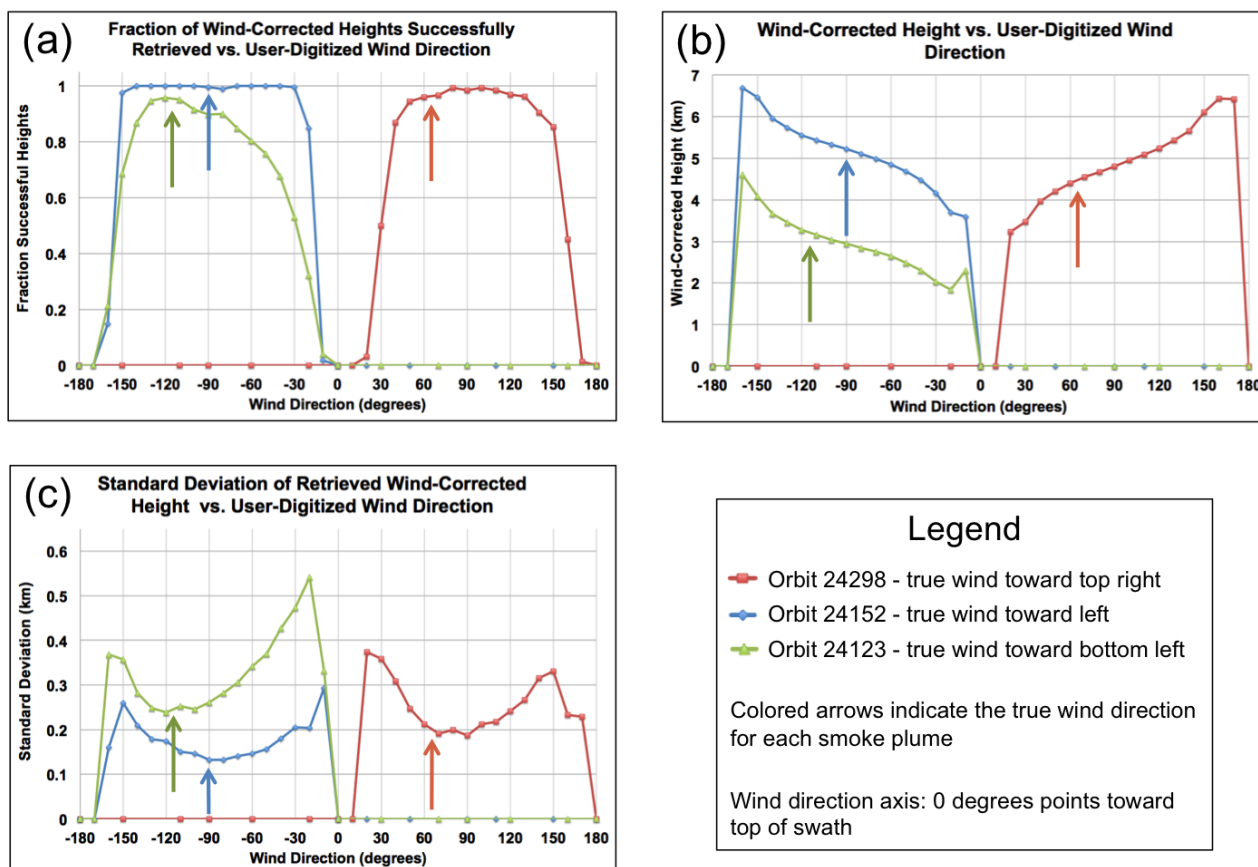 (a)
Fraction of Wind-Corrected Heights Successfully
Retrieved vs. User-Digitized Wind Direction
Fraction Successful Heights
1
0.8
0.6
0.4
0.2
0
-180 -150 -120 -90 -60 -30 0 30 60 90 120 150 180
Wind Direction (degrees)
(b)
Wind-Corrected Height vs. User-Digitized Wind
Direction
Wind-Corrected Height (km)
7
6
5
4
3
2
1
0
-180 -150 -120 -90 -60 -30 0 30 60 90 120 150 180
Wind Direction (degrees)
(c)
Standard Deviation of Retrieved Wind-Corrected
Height vs. User-Digitized Wind Direction
Standard Deviation (km)
0.6
0.5
0.4
0.3
0.2
0.1
0
-180 -150 -120 -90 -60 -30 0 30 60 90 120 150 180
Wind Direction (degrees)
Legend
Orbit 24298 - true wind toward top right
Orbit 24152 - true wind toward left
Orbit 24123 - true wind toward bottom left
Colored arrows indicate the true wind direction
for each smoke plume
Wind direction axis: 0 degrees points toward
top of swath